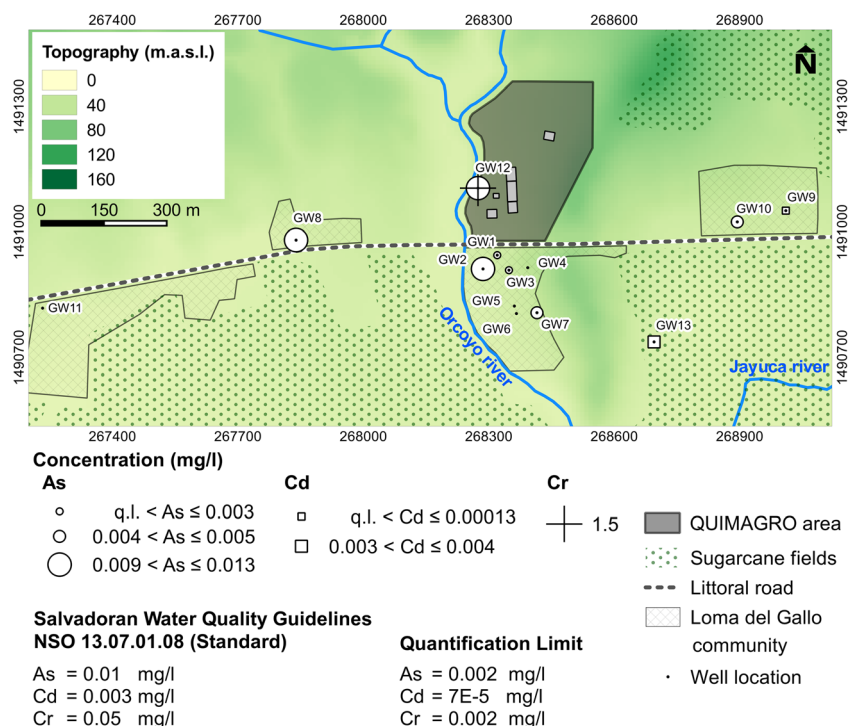 267400 267700 268000 268300 268600 268900
Topography (m.a.s.l.)
0
40
80
120
160
0 150 300 m
N
1491300
1491000
1490700
1491300
1491000
1490700
GW12
GW9
GW10
GW8
GW1
GW2
GW4
GW3
GW5
GW11
GW6
GW7
GW13
Orcoyo river
Jayuca river
267400 267700 268000 268300 268600 268900
Concentration (mg/l)
As Cd Cr
q.l. < As ≤ 0.003
0.004 < As ≤ 0.005
0.009 < As ≤ 0.013
q.l. < Cd ≤ 0.00013
0.003 < Cd ≤ 0.004
1.5
QUIMAGRO area
Sugarcane fields
Littoral road
Loma del Gallo
community
Well location
Salvadoran Water Quality Guidelines
NSO 13.07.01.08 (Standard)
As = 0.01 mg/l
Cd = 0.003 mg/l
Cr = 0.05 mg/l
Quantification Limit
As = 0.002 mg/l
Cd = 7E-5 mg/l
Cr = 0.002 mg/l